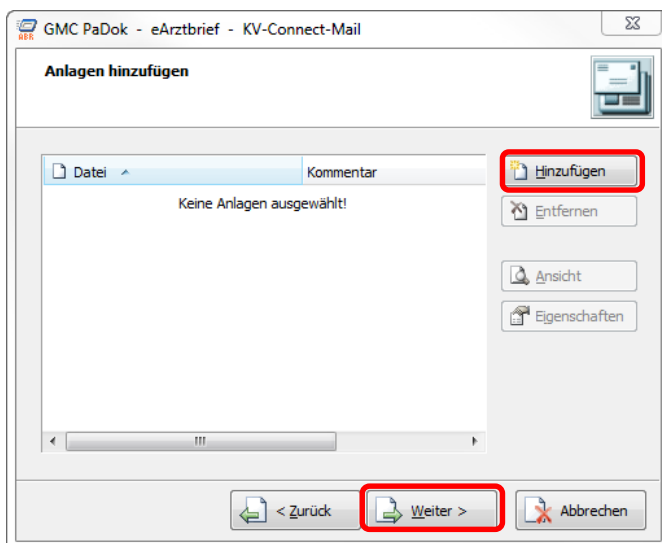 GMC PaDok - eArztbrief - KV-Connect-Mail
ABR
Anlagen hinzufügen
Datei Kommentar
Keine Anlagen ausgewählt!
Hinzufügen
Entfernen
Ansicht
Eigenschaften
< Zurück Weiter > Abbrechen